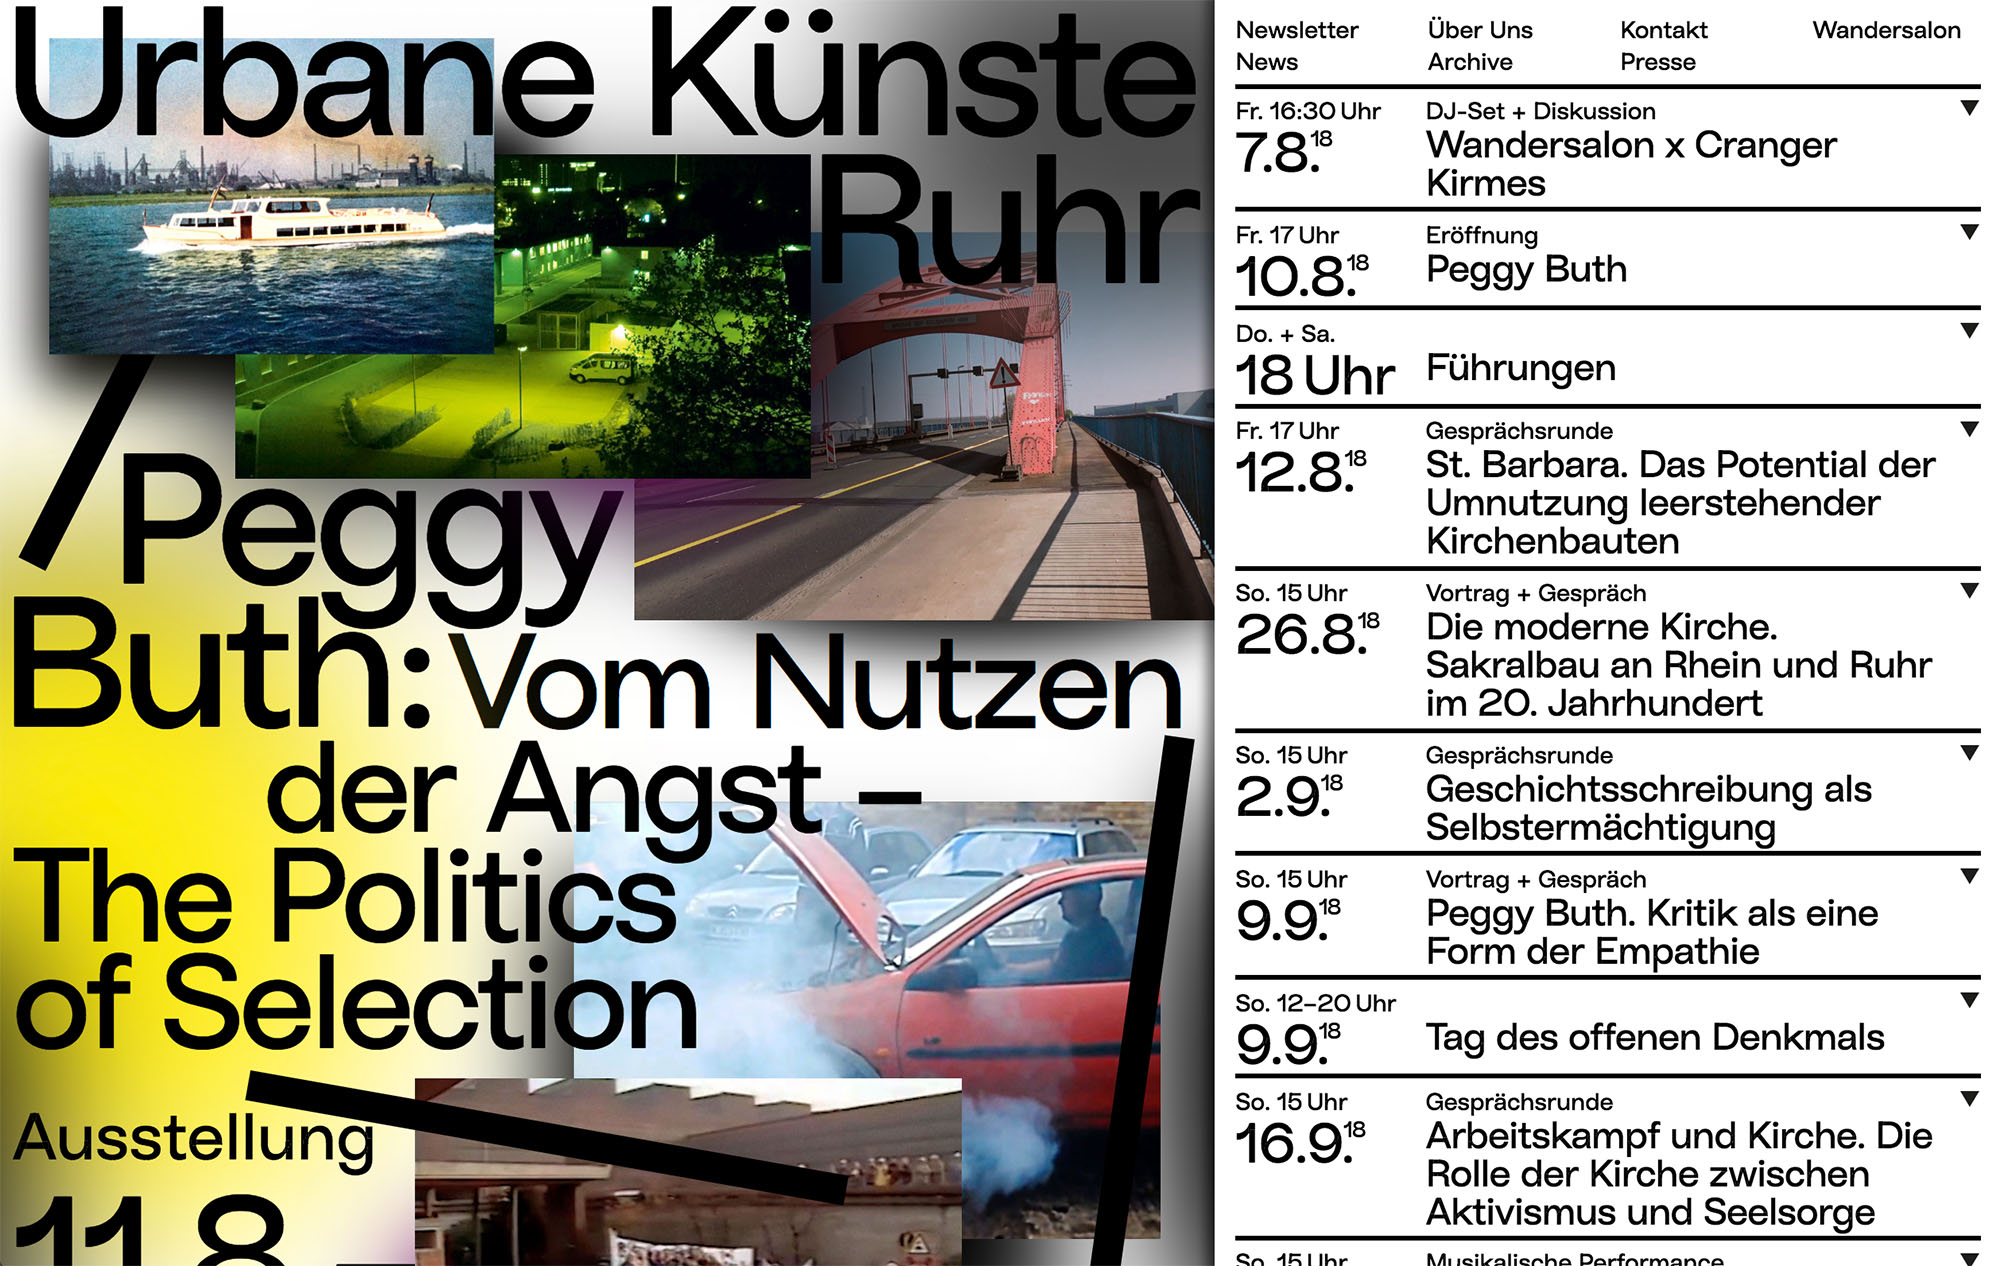 Urbane Künste
Ruhr
/Peggy
Buth: Vom Nutzen
der Angst –
The Politics
of Selection
Ausstellung
11.8
Newsletter
Über Uns
Kontakt
Wandersalon
News
Archive
Presse
Fr. 16:30 Uhr
7.8.18
DJ-Set + Diskussion
Wandersalon x Cranger
Kirmes
Fr. 17 Uhr
10.8.18
Eröffnung
Peggy Buth
Do. + Sa.
18 Uhr
Führungen
Fr. 17 Uhr
12.8.18
Gesprächsrunde
St. Barbara. Das Potential der
Umnutzung leerstehender
Kirchenbauten
So. 15 Uhr
26.8.18
Vortrag + Gespräch
Die moderne Kirche.
Sakralbau an Rhein und Ruhr
im 20. Jahrhundert
So. 15 Uhr
2.9.18
Gesprächsrunde
Geschichtsschreibung als
Selbstermächtigung
So. 15 Uhr
9.9.18
Vortrag + Gespräch
Peggy Buth. Kritik als eine
Form der Empathie
So. 12–20 Uhr
9.9.18
Tag des offenen Denkmals
So. 15 Uhr
16.9.18
Gesprächsrunde
Arbeitskampf und Kirche. Die
Rolle der Kirche zwischen
Aktivismus und Seelsorge
So. 15 Uhr
Musikalische Performance